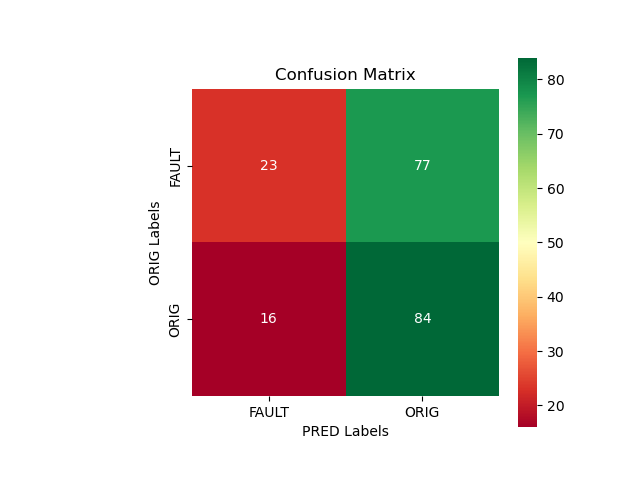 Confusion Matrix
ORIG Labels
FAULT
23
77
ORIG
16
84
FAULT
ORIG
PRED Labels
80
70
60
50
40
30
20